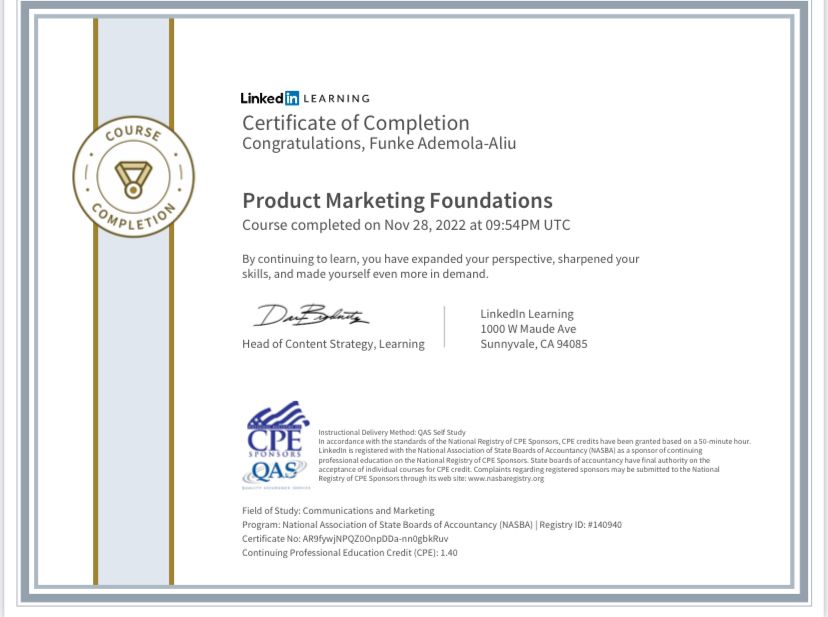 COURSE
COMPLETION
Linked in LEARNING
Certificate of Completion
Congratulations, Funke Ademola-Aliu
Product Marketing Foundations
Course completed on Nov 28, 2022 at 09:54PM UTC
By continuing to learn, you have expanded your perspective, sharpened your
skills, and made yourself even more in demand.
Head of Content Strategy, Learning
LinkedIn Learning
1000 W Maude Ave
Sunnyvale, CA 94085
NATIONAL REGISTRY OF
CPE
SPONSORS
QAS
QUALITY ASSURANCE SERVICE
Instructional Delivery Method: QAS Self Study
In accordance with the standards of the National Registry of CPE Sponsors, CPE credits have been granted based on a 50-minute hour.
LinkedIn is registered with the National Association of State Boards of Accountancy (NASBA) as a sponsor of continuing
professional education on the National Registry of CPE Sponsors. State boards of accountancy have final authority on the
acceptance of individual courses for CPE credit. Complaints regarding registered sponsors may be submitted to the National
Registry of CPE Sponsors through its web site: www.nasbaregistry.org
Field of Study: Communications and Marketing
Program: National Association of State Boards of Accountancy (NASBA) | Registry ID: #140940
Certificate No: AR9fywjNPQZ0OnpDDa-nn0gbkRuv
Continuing Professional Education Credit (CPE): 1.40